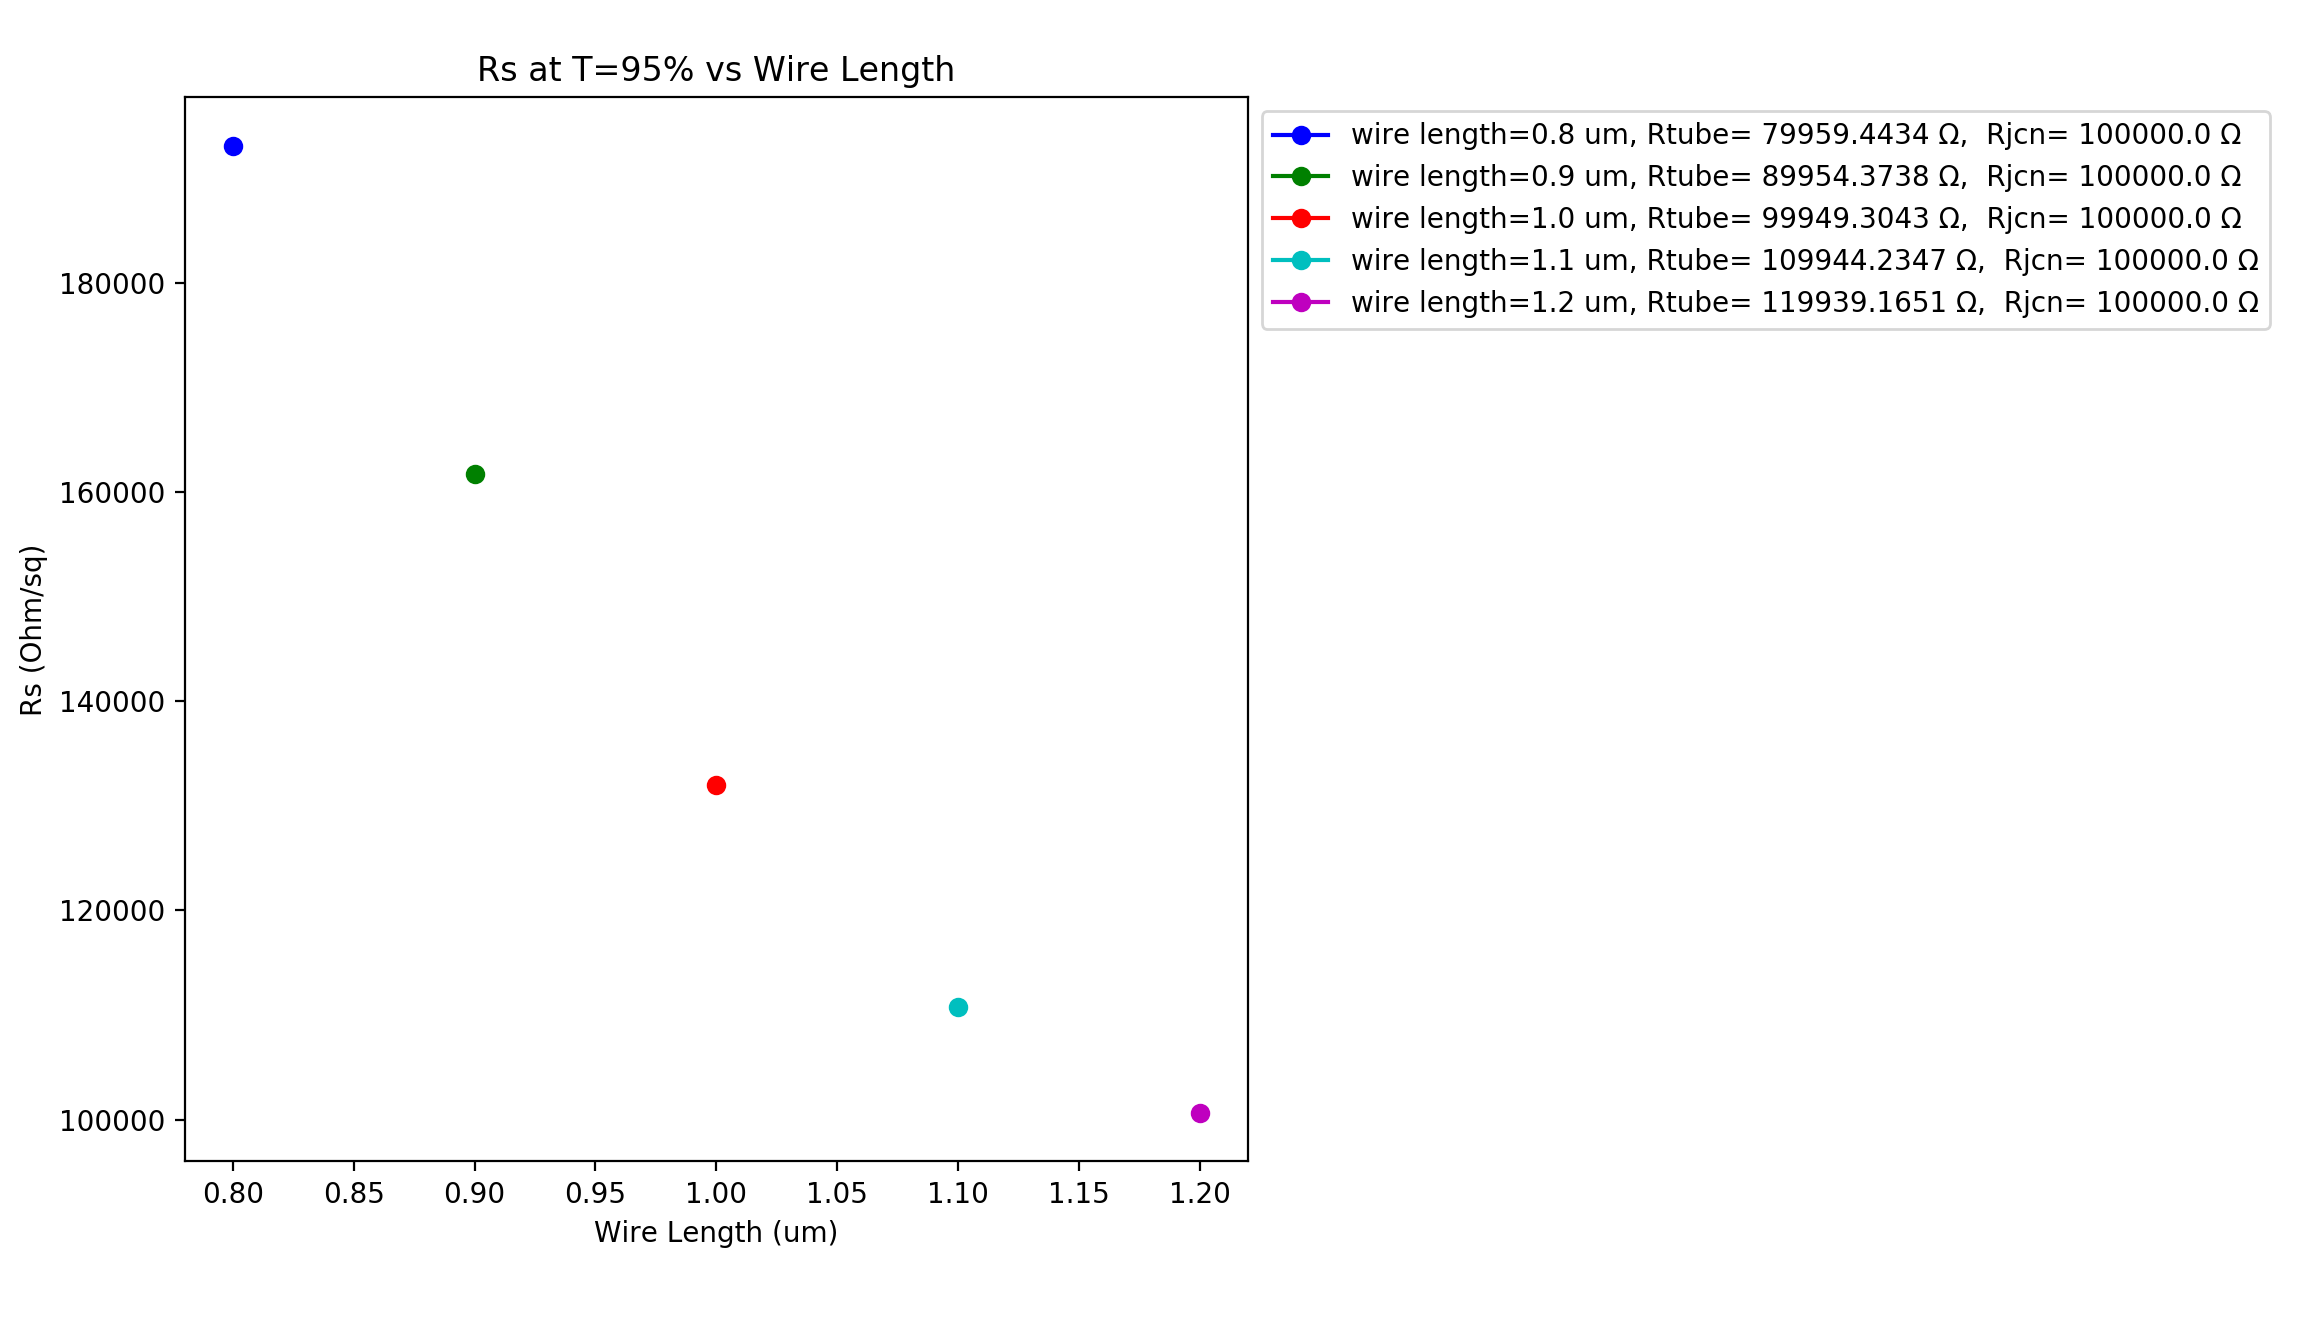 Rs at T=95% vs Wire Length
wire length=0.8 um, Rtube= 79959.4434 Ω,  Rjcn= 100000.0 Ω
wire length=0.9 um, Rtube= 89954.3738 Ω,  Rjcn= 100000.0 Ω
wire length=1.0 um, Rtube= 99949.3043 Ω,  Rjcn= 100000.0 Ω
wire length=1.1 um, Rtube= 109944.2347 Ω,  Rjcn= 100000.0 Ω
wire length=1.2 um, Rtube= 119939.1651 Ω,  Rjcn= 100000.0 Ω
Rs (Ohm/sq)
180000
160000
140000
120000
100000
0.80 0.85 0.90 0.95 1.00 1.05 1.10 1.15 1.20
Wire Length (um)